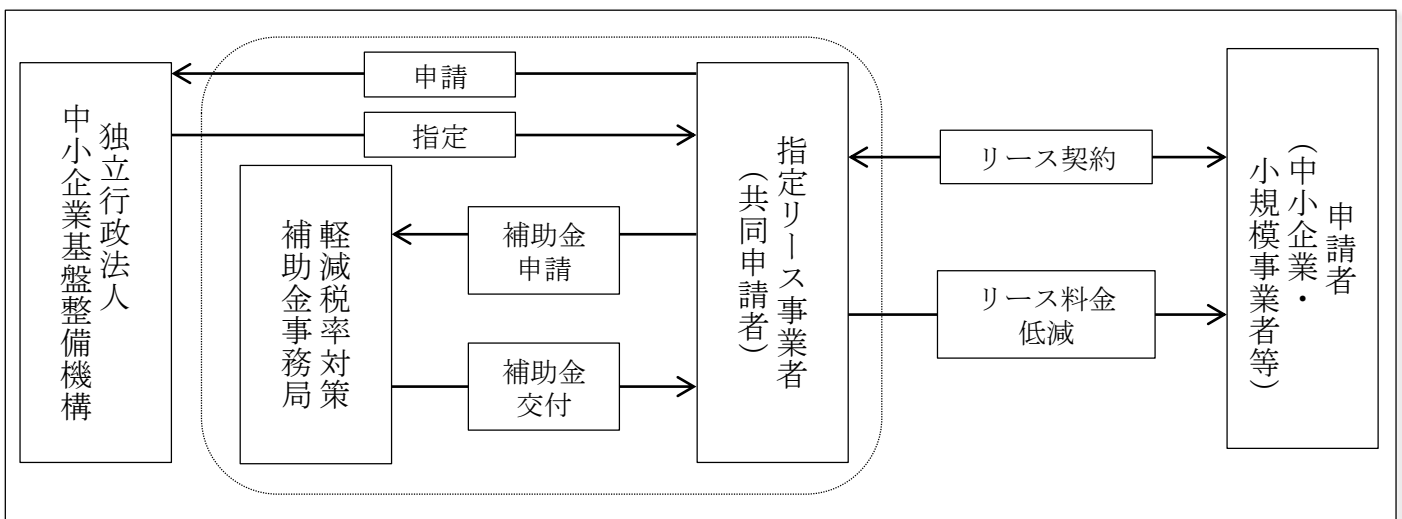 独立行政法人
中小企業基盤整備機構
申請
指定
軽減税率対策
補助金事務局
補助金
申請
補助金
交付
指定リース事業者
(共同申請者)
リース契約
リース料金
低減
申請者
(中小企業・
小規模事業者等)